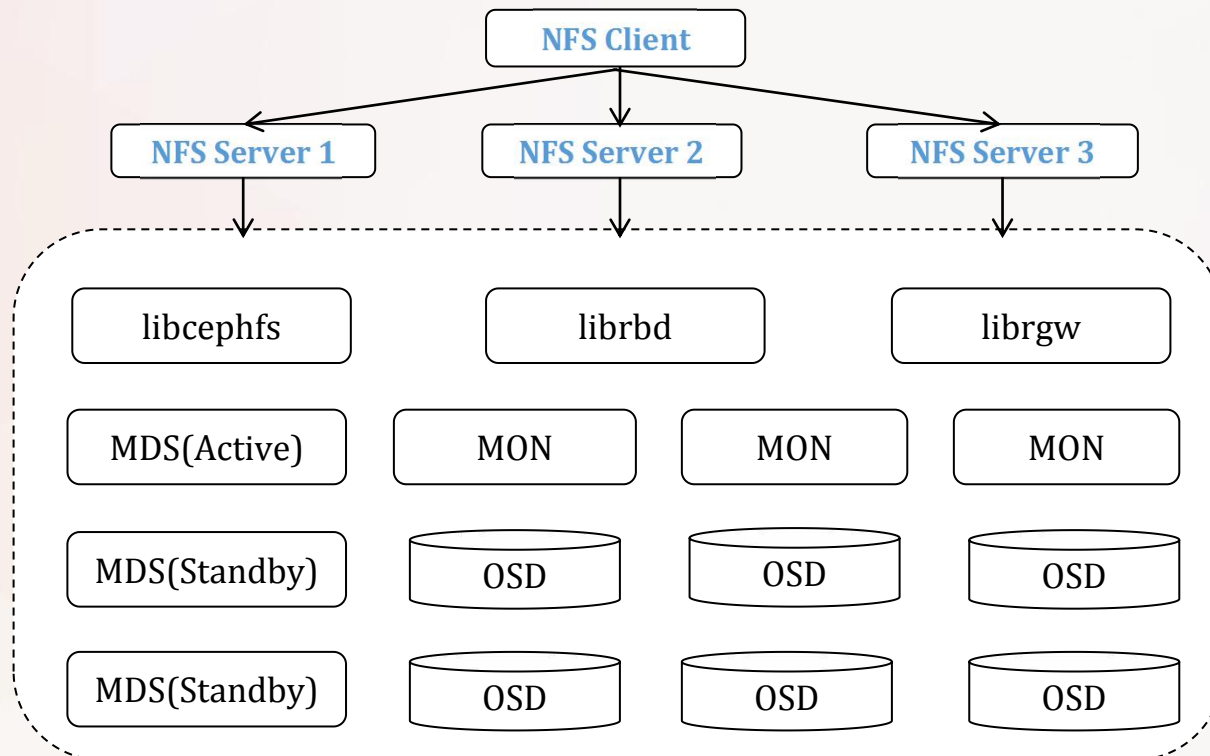 NFS Client
NFS Server 1
NFS Server 2
NFS Server 3
libcephfs
librbd
librgw
MDS(Active)
MON
MON
MON
MDS(Standby)
OSD
OSD
OSD
MDS(Standby)
OSD
OSD
OSD